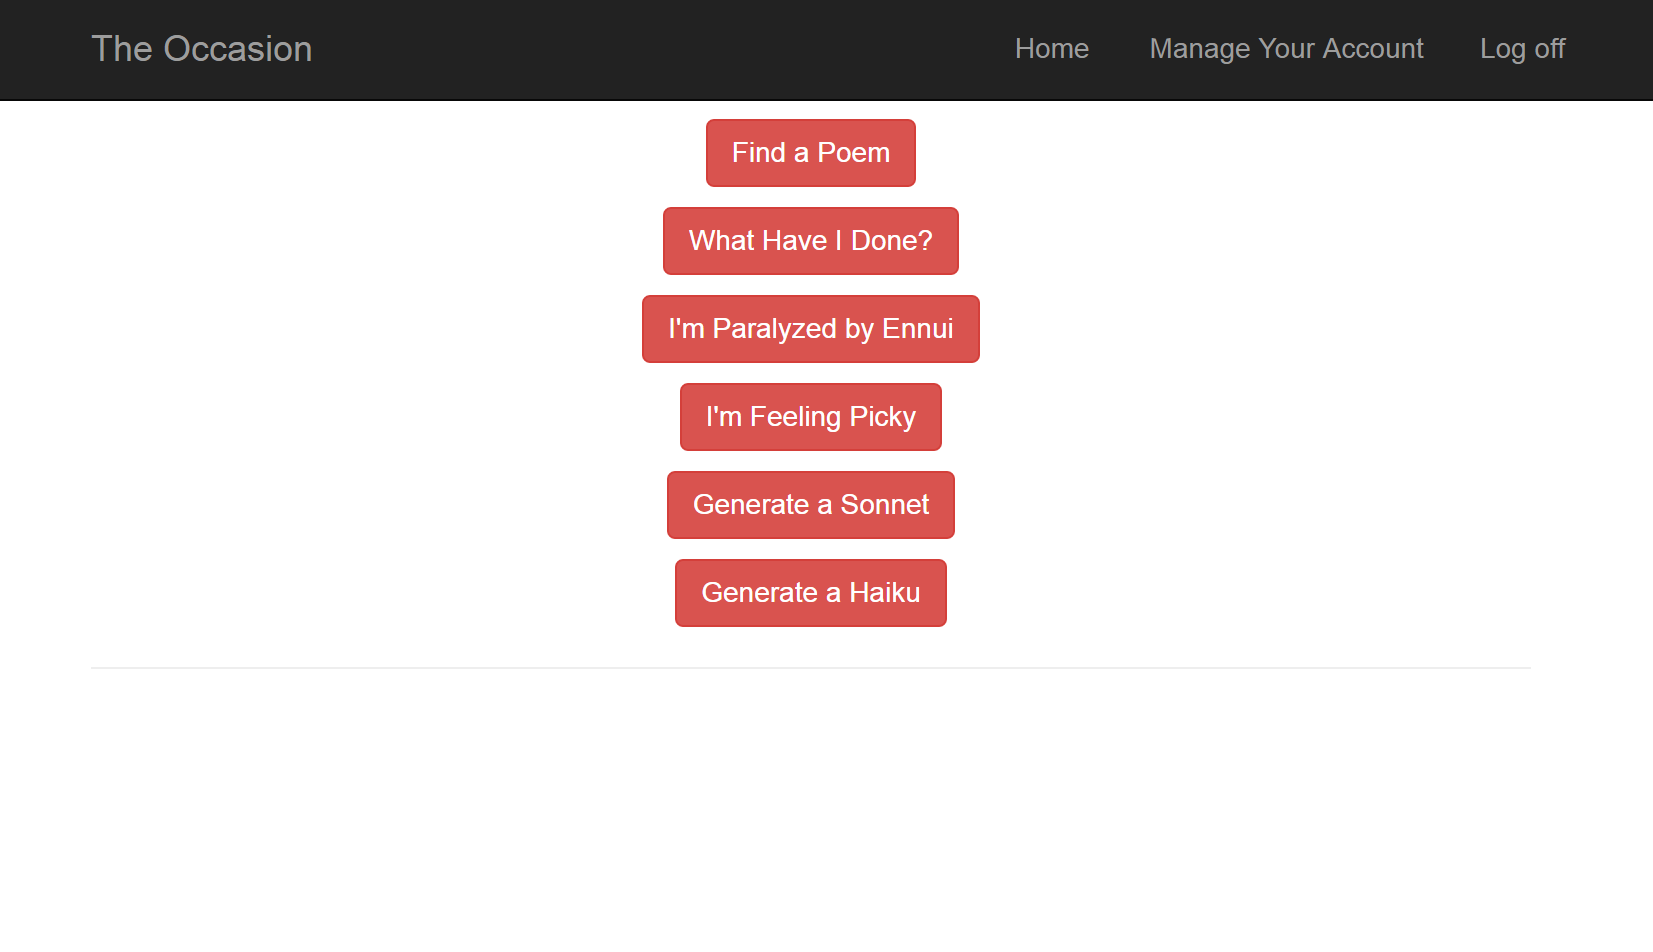 The Occasion Home Manage Your Account Log off
Find a Poem
What Have I Done?
I'm Paralyzed by Ennui
I'm Feeling Picky
Generate a Sonnet
Generate a Haiku